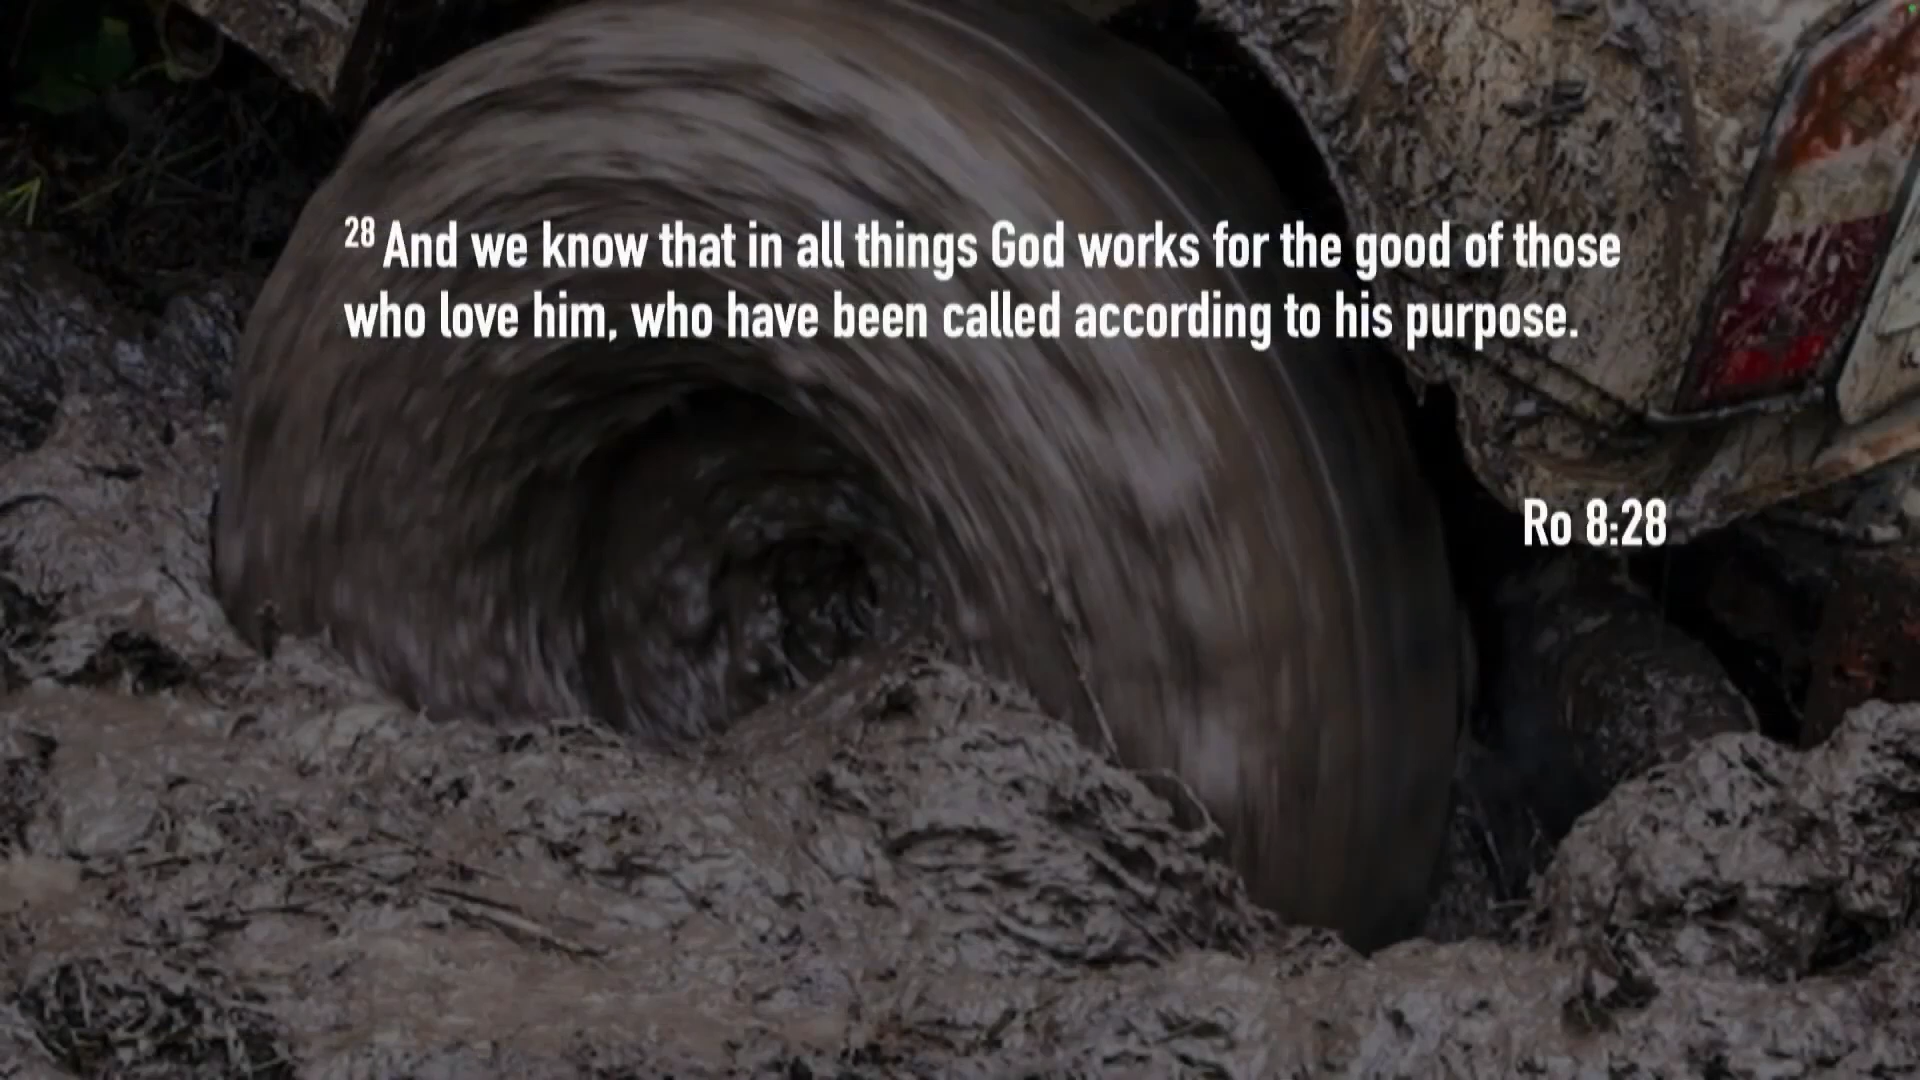 28 And we know that in all things God works for the good of those
who love him, who have been called according to his purpose.
Ro 8:28